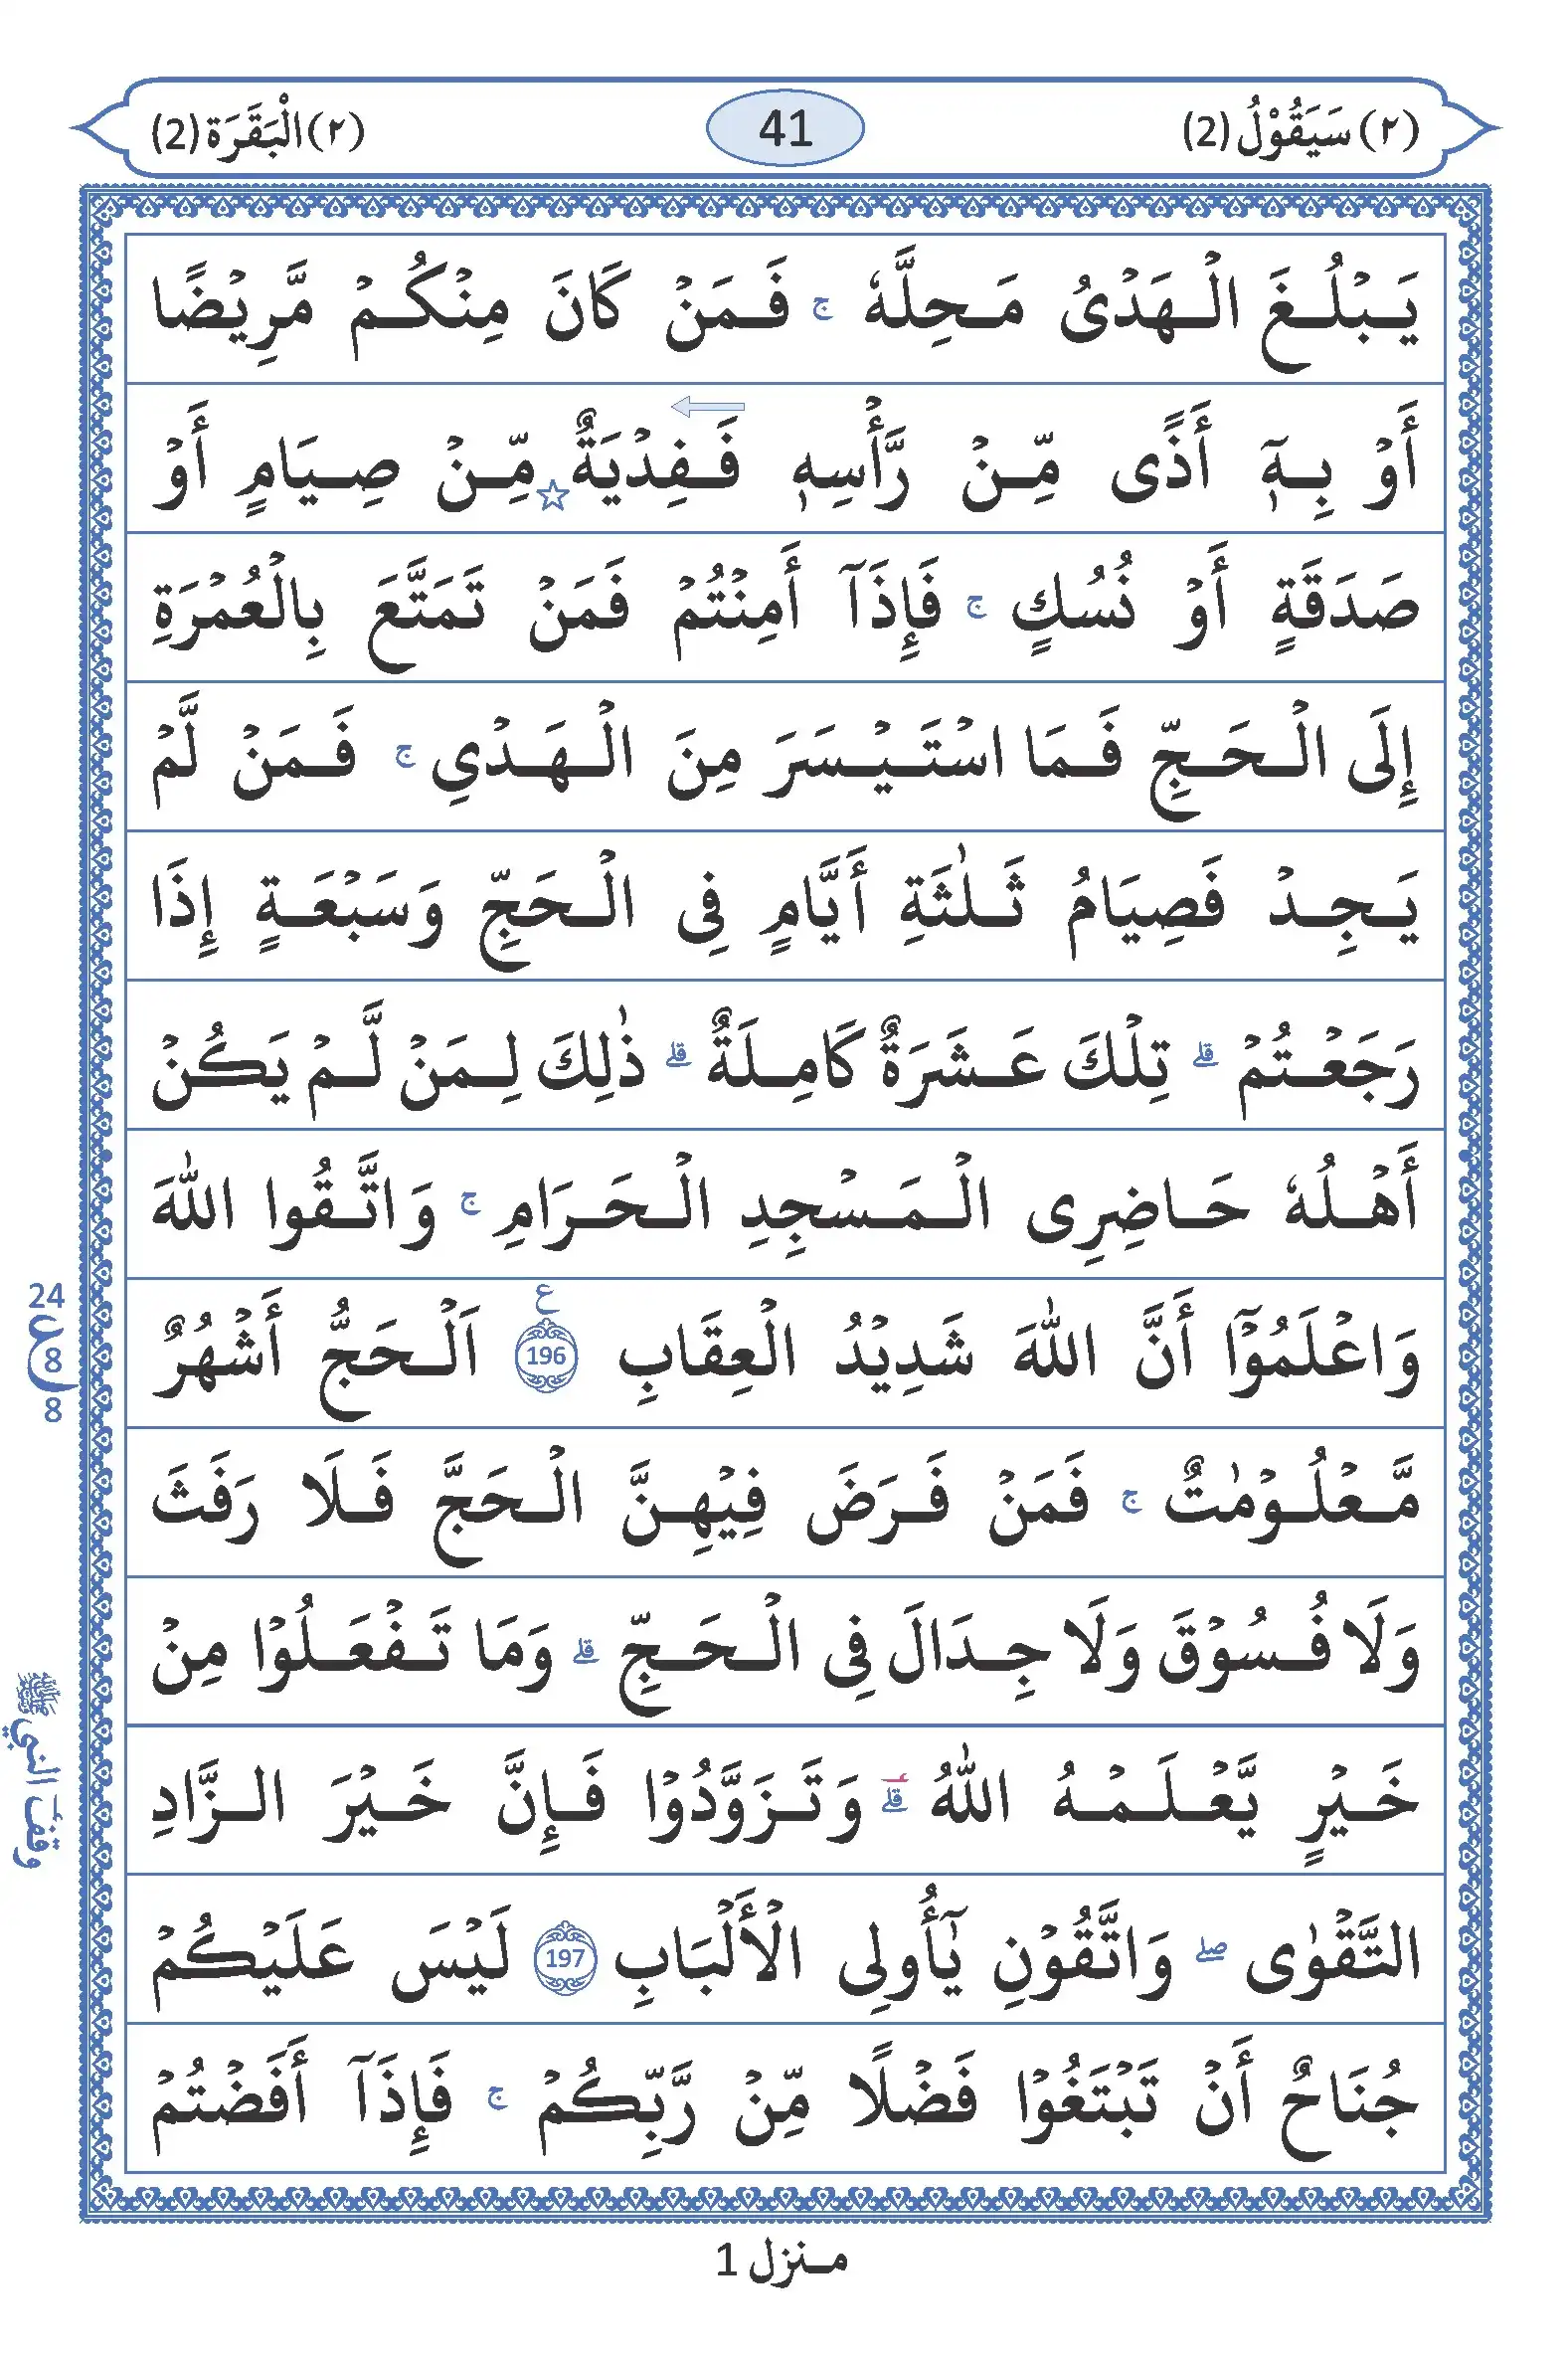 (٢) سَيَقُوْلُ (2)
41
(٢) الْبَقَرَة (2)
يَبْلُغَ الْهَدْىُ مَحِلَّهٗ ج فَمَنْ كَانَ مِنْكُمْ مَّرِيْضًا
أَوْ بِهٖٓ أَذًى مِّنْ رَّأْسِهٖ فَفِدْيَةٌ ☆ مِّنْ صِيَامٍ أَوْ
صَدَقَةٍ أَوْ نُسُكٍ ج فَإِذَآ أَمِنْتُمْ فَمَنْ تَمَتَّعَ بِالْعُمْرَةِ
إِلَى الْحَجِّ فَمَا اسْتَيْسَرَ مِنَ الْهَدْىِ ج فَمَنْ لَّمْ
يَجِدْ فَصِيَامُ ثَلٰثَةِ أَيَّامٍ فِى الْحَجِّ وَسَبْعَةٍ إِذَا
رَجَعْتُمْ ۗ تِلْكَ عَشَرَةٌ كَامِلَةٌ ۗ ذٰلِكَ لِمَنْ لَّمْ يَكُنْ
أَهْلُهٗ حَاضِرِى الْمَسْجِدِ الْحَرَامِ ج وَاتَّقُوا اللّٰهَ
وَاعْلَمُوْٓا أَنَّ اللّٰهَ شَدِيْدُ الْعِقَابِ ع 196 اَلْحَجُّ أَشْهُرٌ
24
ع 8
8
مَّعْلُوْمٰتٌ ج فَمَنْ فَرَضَ فِيْهِنَّ الْحَجَّ فَلَا رَفَثَ
وَلَا فُسُوْقَ وَلَا جِدَالَ فِى الْحَجِّ ۗ وَمَا تَفْعَلُوْا مِنْ
خَيْرٍ يَّعْلَمْهُ اللّٰهُ ۗ وَتَزَوَّدُوْا فَإِنَّ خَيْرَ الزَّادِ
وقف النبي ﷺ
التَّقْوٰى ۖ وَاتَّقُوْنِ يٰٓأُولِى الْأَلْبَابِ 197 لَيْسَ عَلَيْكُمْ
جُنَاحٌ أَنْ تَبْتَغُوْا فَضْلًا مِّنْ رَّبِّكُمْ ج فَإِذَآ أَفَضْتُمْ
منزل 1